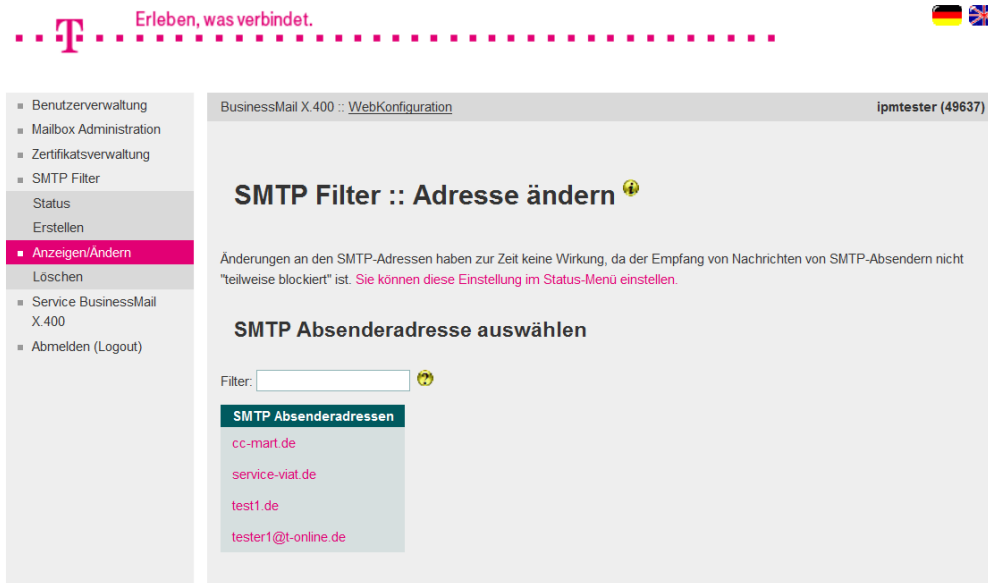 Erleben, was verbindet.
T
Benutzerverwaltung
Mailbox Administration
Zertifikatsverwaltung
SMTP Filter
Status
Erstellen
Anzeigen/Ändern
Löschen
Service BusinessMail
X.400
Abmelden (Logout)
BusinessMail X.400 :: WebKonfiguration
ipmtester (49637)
SMTP Filter :: Adresse ändern
Änderungen an den SMTP-Adressen haben zur Zeit keine Wirkung, da der Empfang von Nachrichten von SMTP-Absendern nicht
"teilweise blockiert" ist. Sie können diese Einstellung im Status-Menü einstellen.
SMTP Absenderadresse auswählen
Filter:
SMTP Absenderadressen
cc-mart.de
service-viat.de
test1.de
tester1@t-online.de